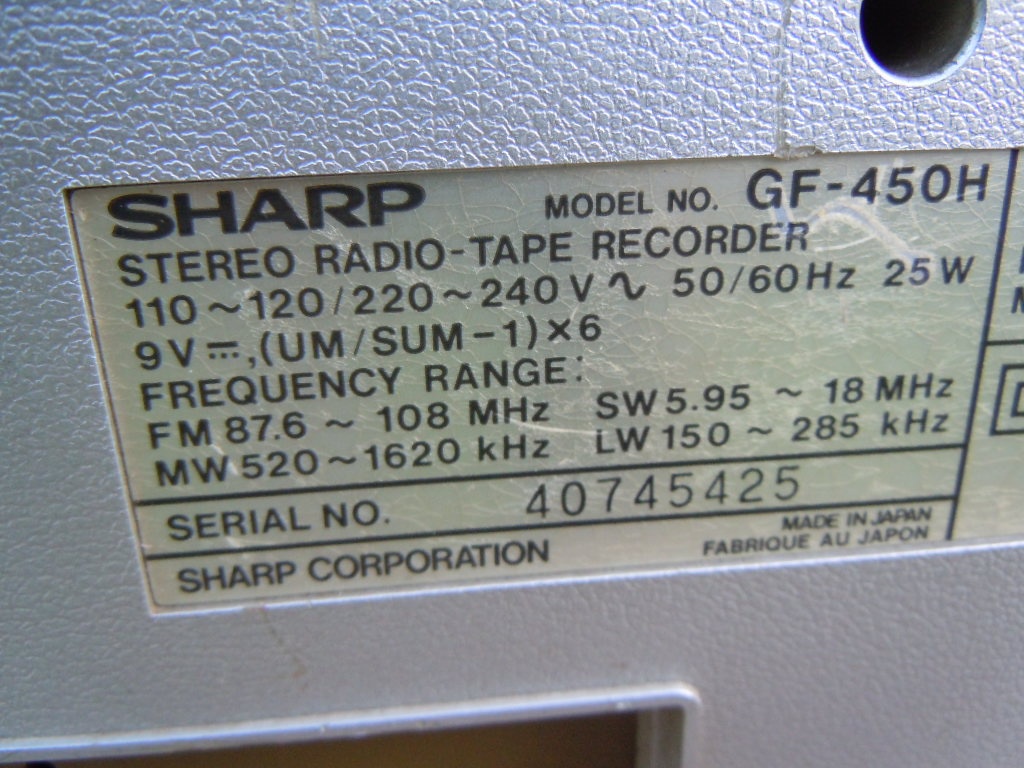 SHARP MODEL NO. GF-450H
STEREO RADIO-TAPE RECORDER
110~120/220~240V∿ 50/60Hz 25W
9V⎓,(UM/SUM-1)×6
FREQUENCY RANGE:
FM 87.6 ~ 108 MHz SW 5.95 ~ 18 MHz
MW 520~1620 kHz LW 150 ~ 285 kHz
SERIAL NO. 40745425
SHARP CORPORATION
MADE IN JAPAN
FABRIQUE AU JAPON